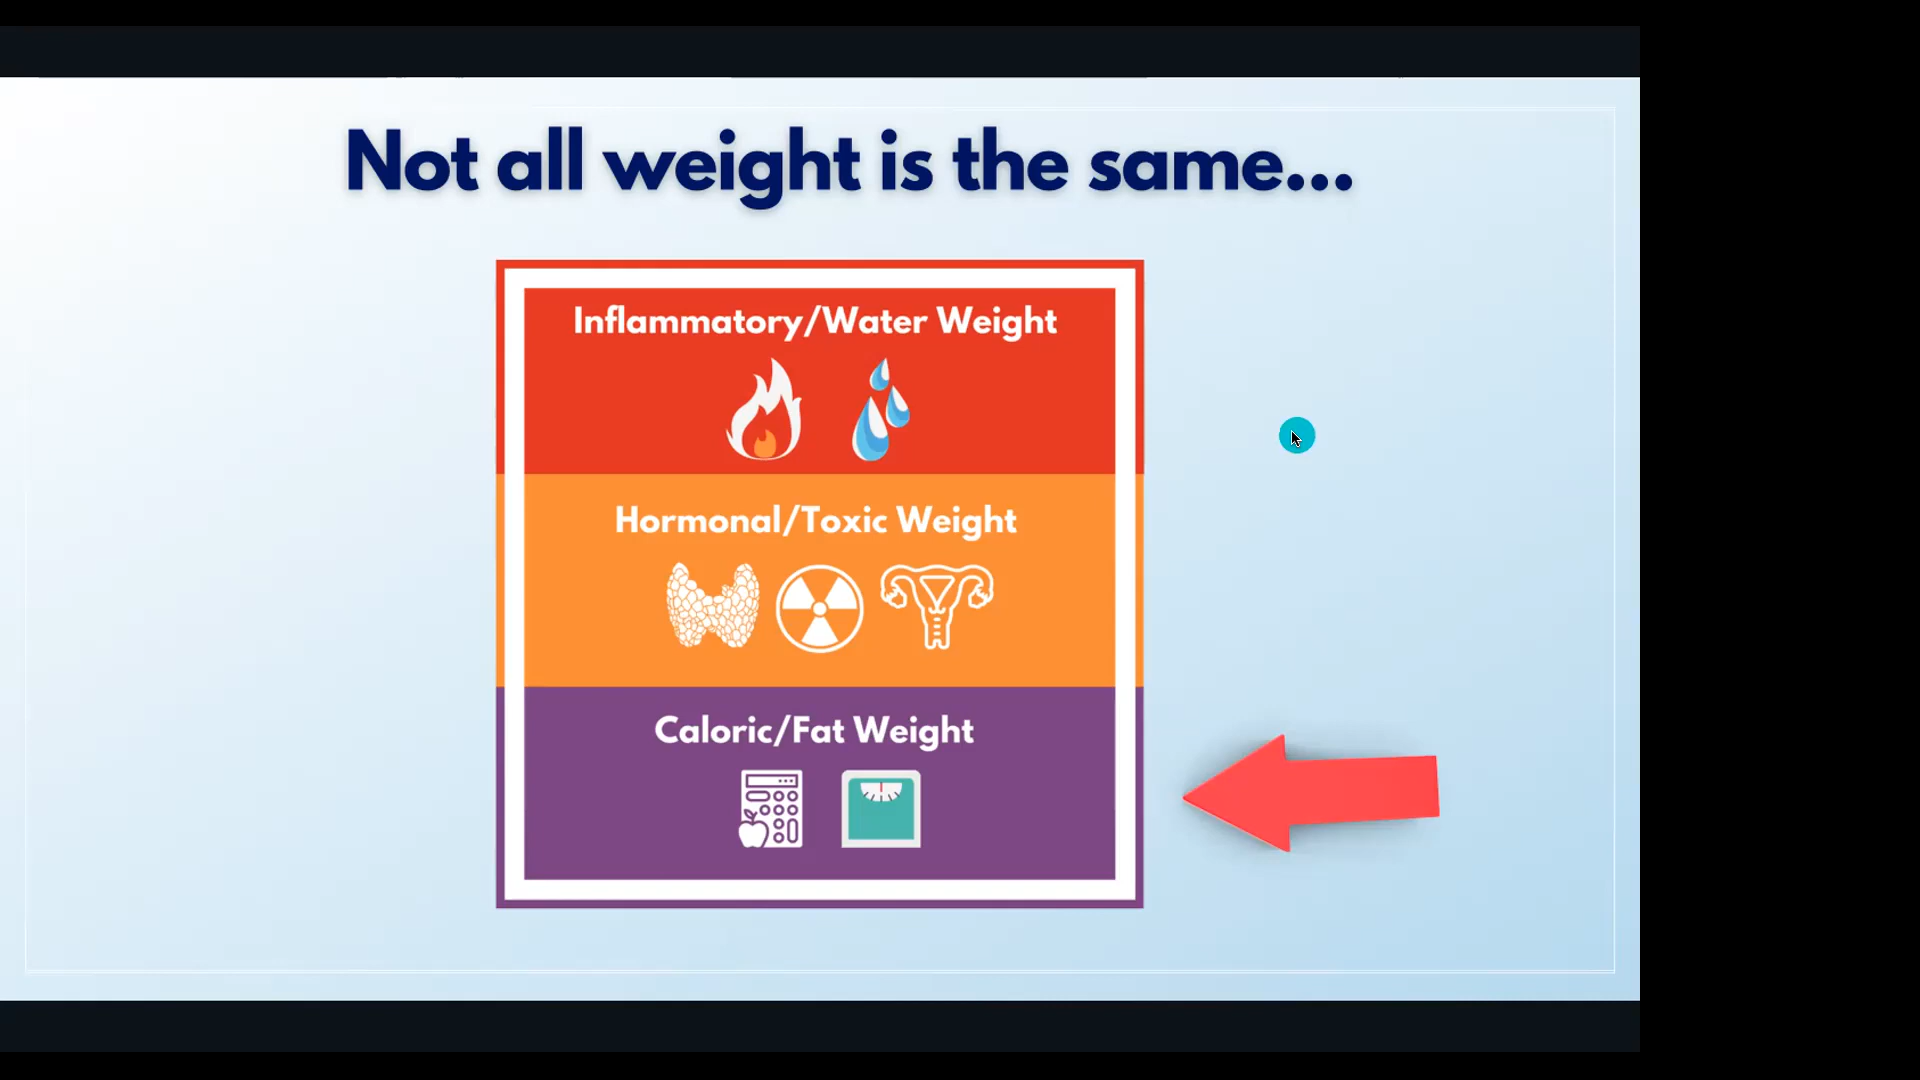 Not all weight is the same...
Inflammatory/Water Weight
Hormonal/Toxic Weight
Caloric/Fat Weight